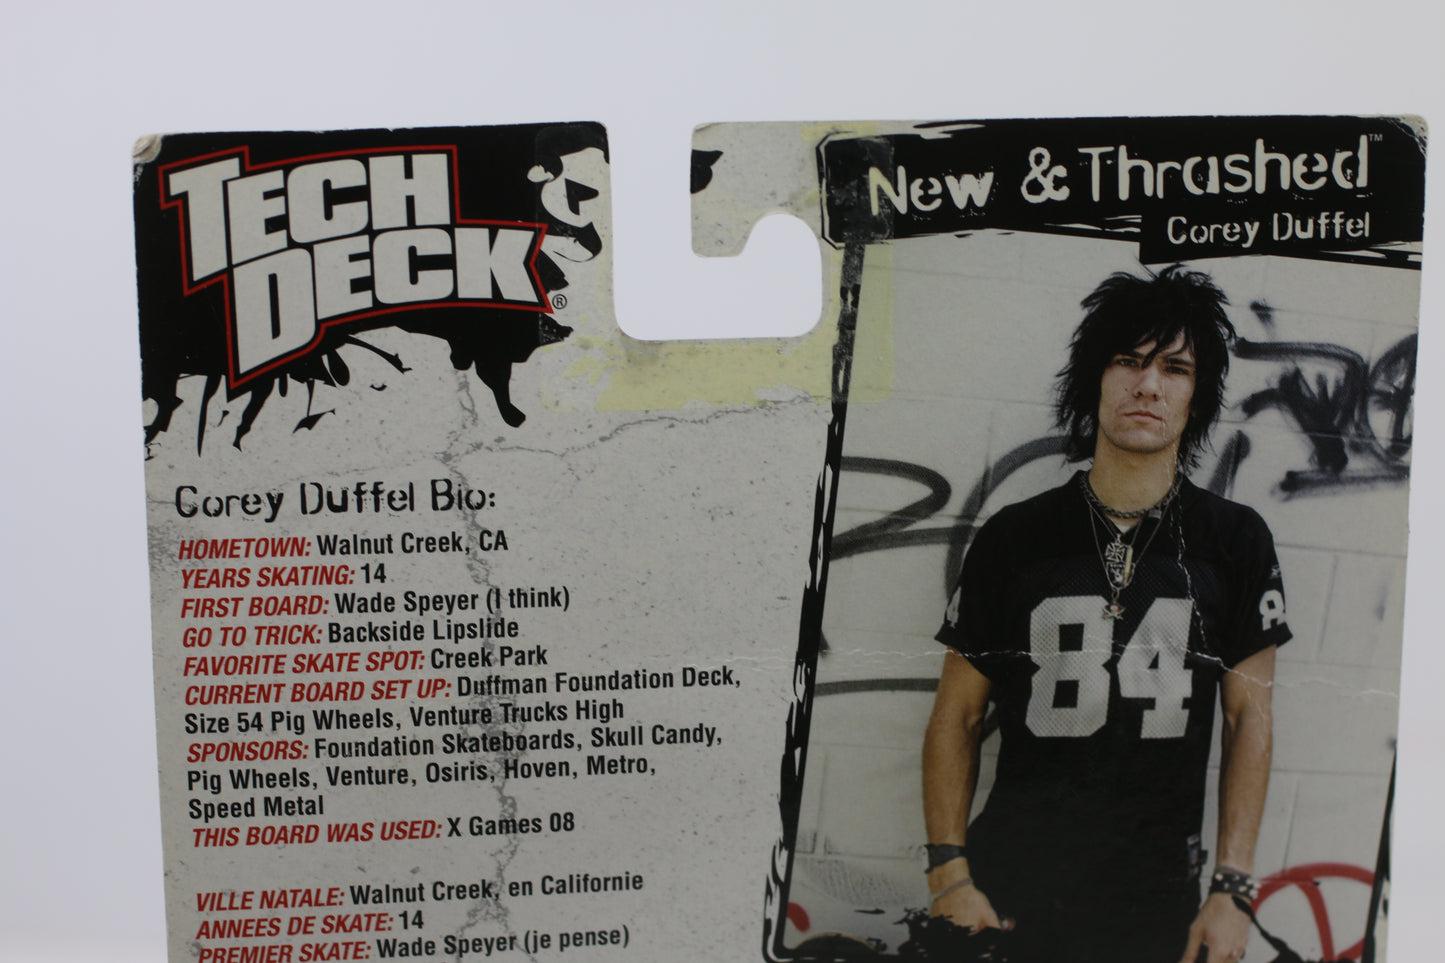 TECH
DECK®
New & Thrashed™
Corey Duffel
Corey Duffel Bio:
HOMETOWN: Walnut Creek, CA
YEARS SKATING: 14
FIRST BOARD: Wade Speyer (I think)
GO TO TRICK: Backside Lipslide
FAVORITE SKATE SPOT: Creek Park
CURRENT BOARD SET UP: Duffman Foundation Deck,
Size 54 Pig Wheels, Venture Trucks High
SPONSORS: Foundation Skateboards, Skull Candy,
Pig Wheels, Venture, Osiris, Hoven, Metro,
Speed Metal
THIS BOARD WAS USED: X Games 08
VILLE NATALE: Walnut Creek, en Californie
ANNEES DE SKATE: 14
PREMIER SKATE: Wade Speyer (je pense)
84
4
8